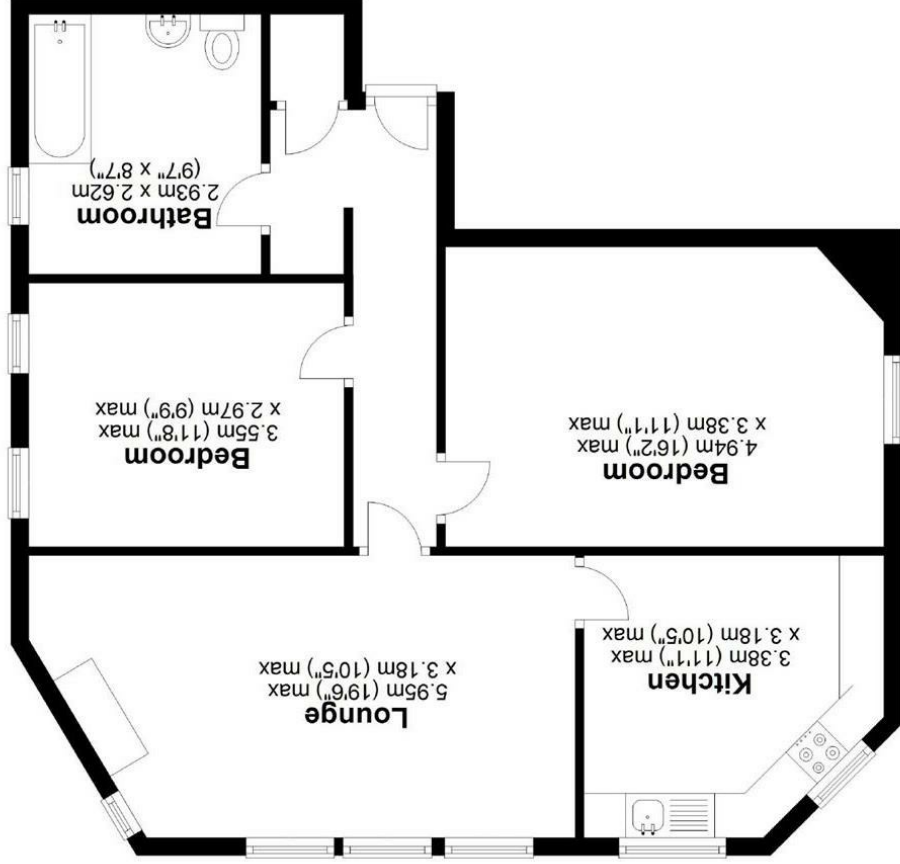 Kitchen
3.38m (11'1") max
x 3.18m (10'5") max
Lounge
5.95m (19'6") max
x 3.18m (10'5") max
Bedroom
4.94m (16'2") max
x 3.38m (11'1") max
Bedroom
3.55m (11'8") max
x 2.97m (9'9") max
Bathroom
2.93m x 2.62m
(9'7" x 8'7")